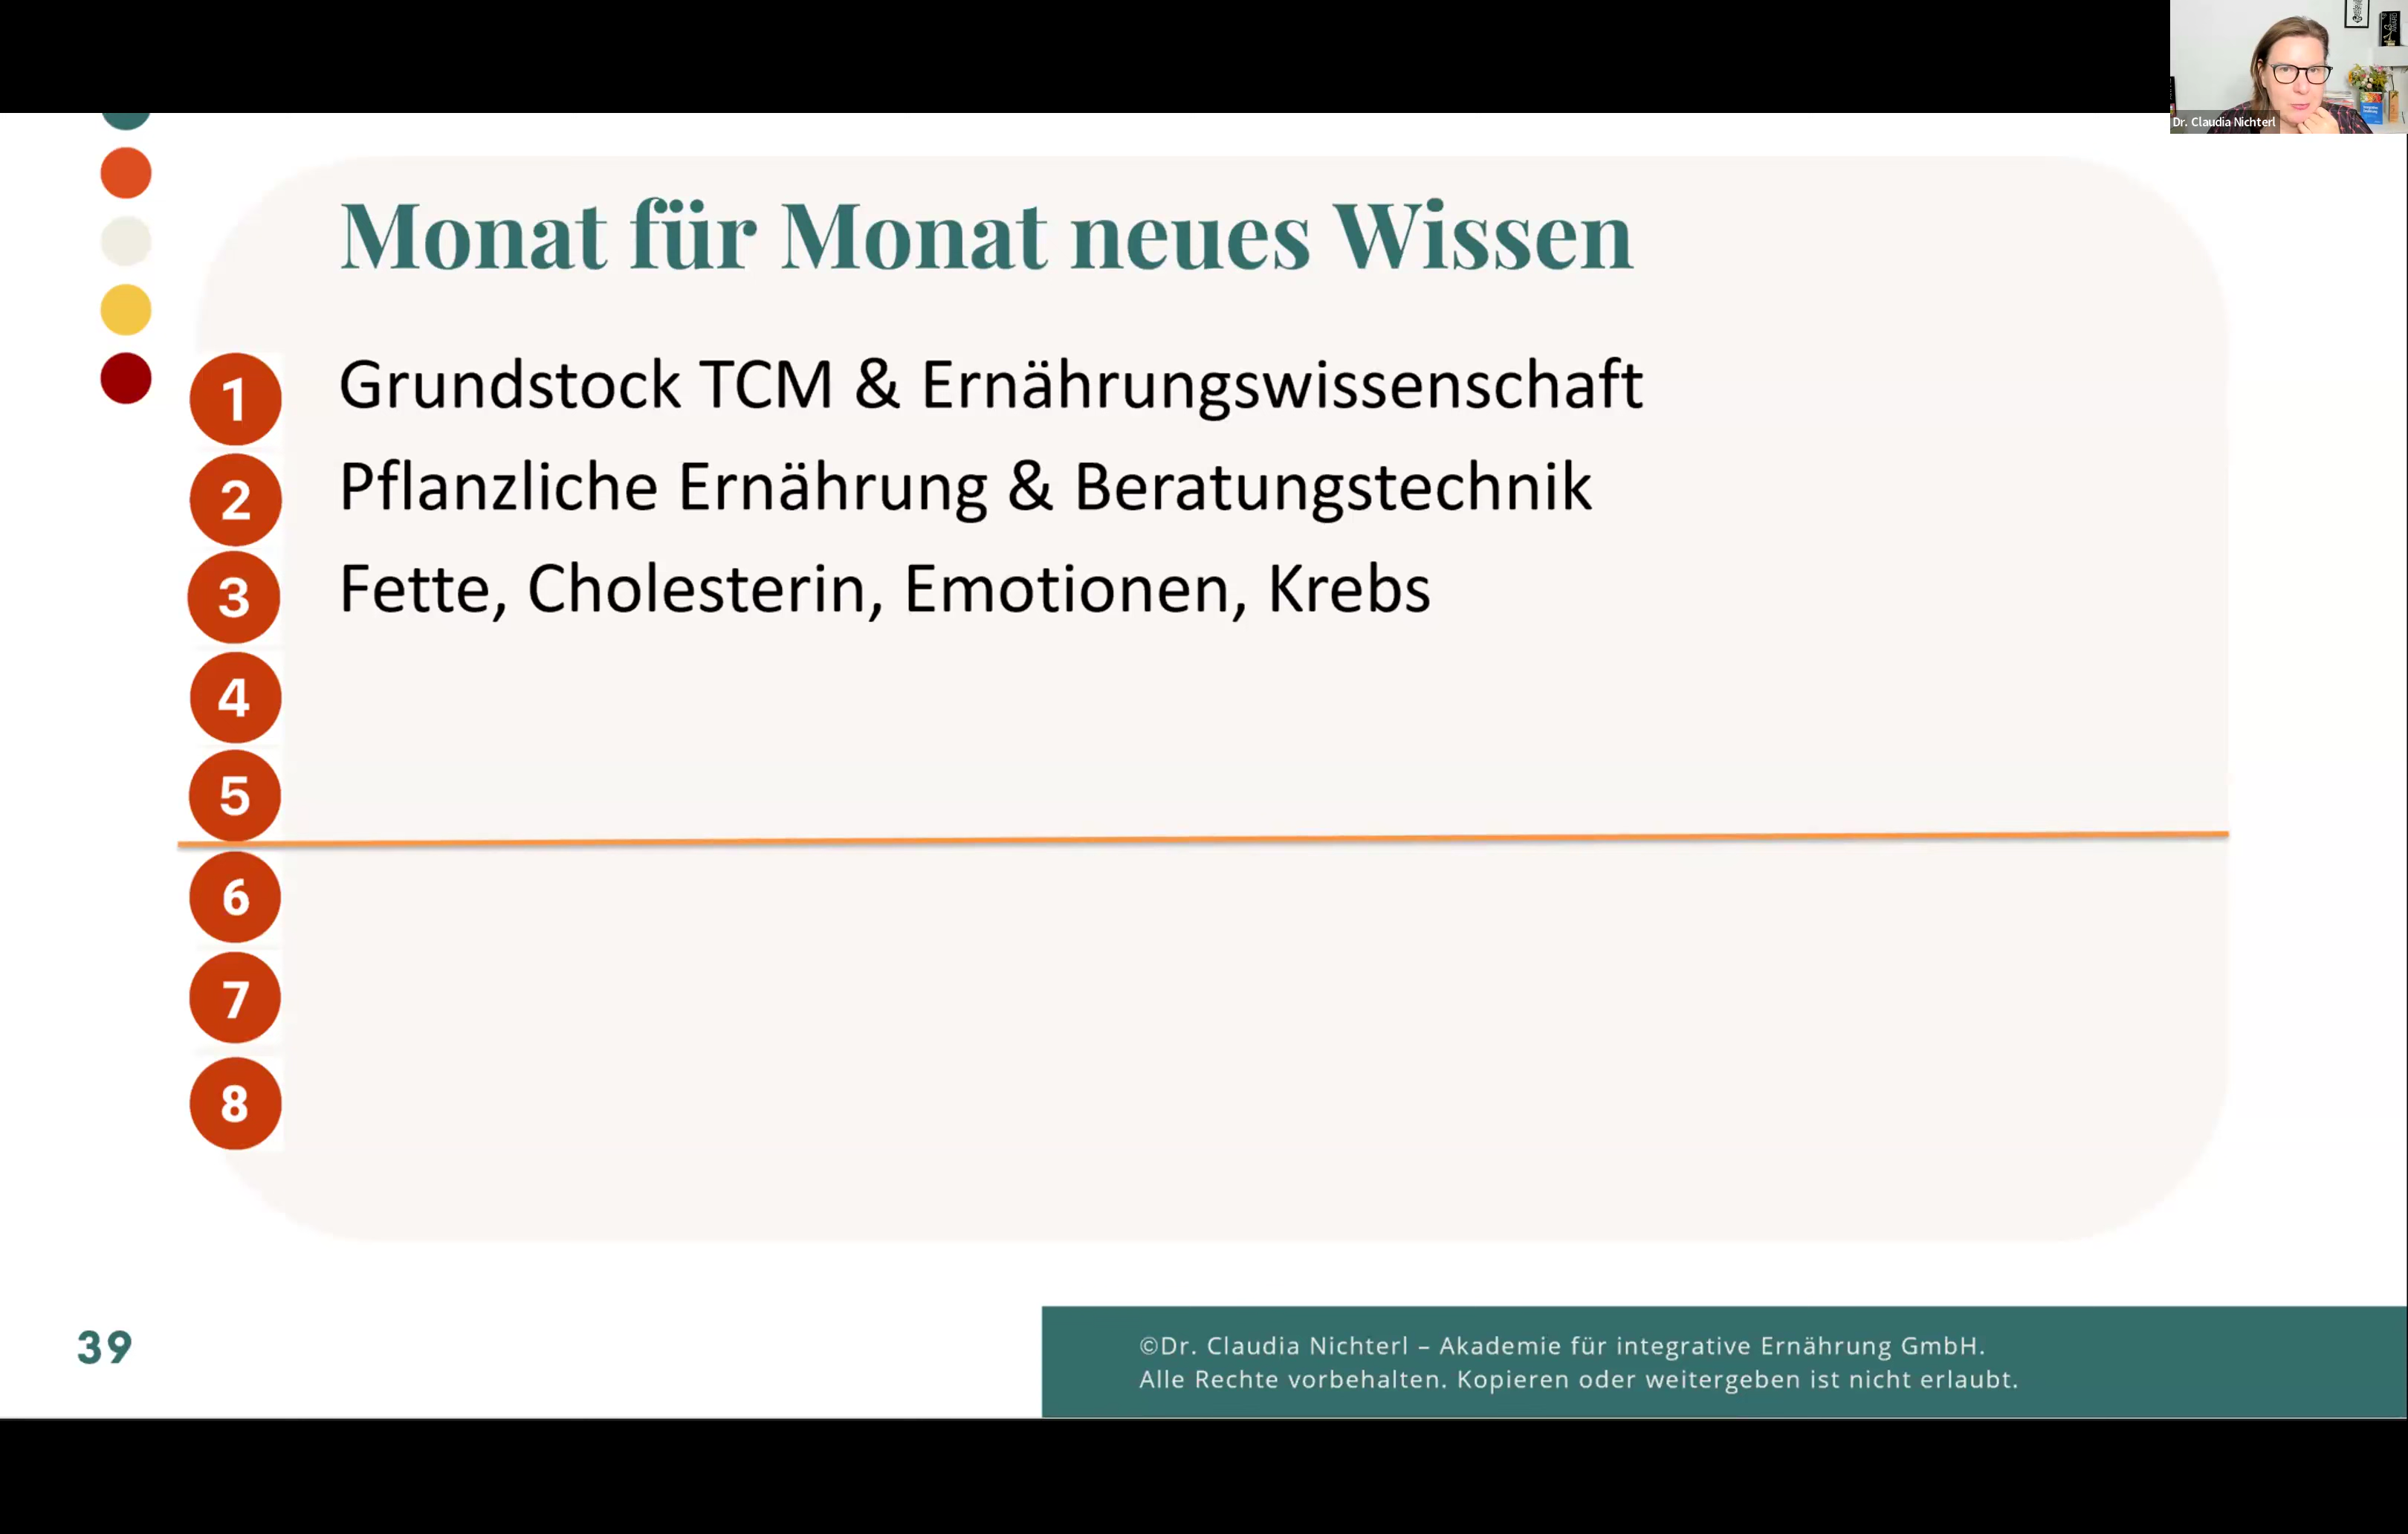 Dr. Claudia Nichterl
Monat für Monat neues Wissen
1 Grundstock TCM & Ernährungswissenschaft
2 Pflanzliche Ernährung & Beratungstechnik
3 Fette, Cholesterin, Emotionen, Krebs
4
5
6
7
8
39
©Dr. Claudia Nichterl – Akademie für integrative Ernährung GmbH.
Alle Rechte vorbehalten. Kopieren oder weitergeben ist nicht erlaubt.